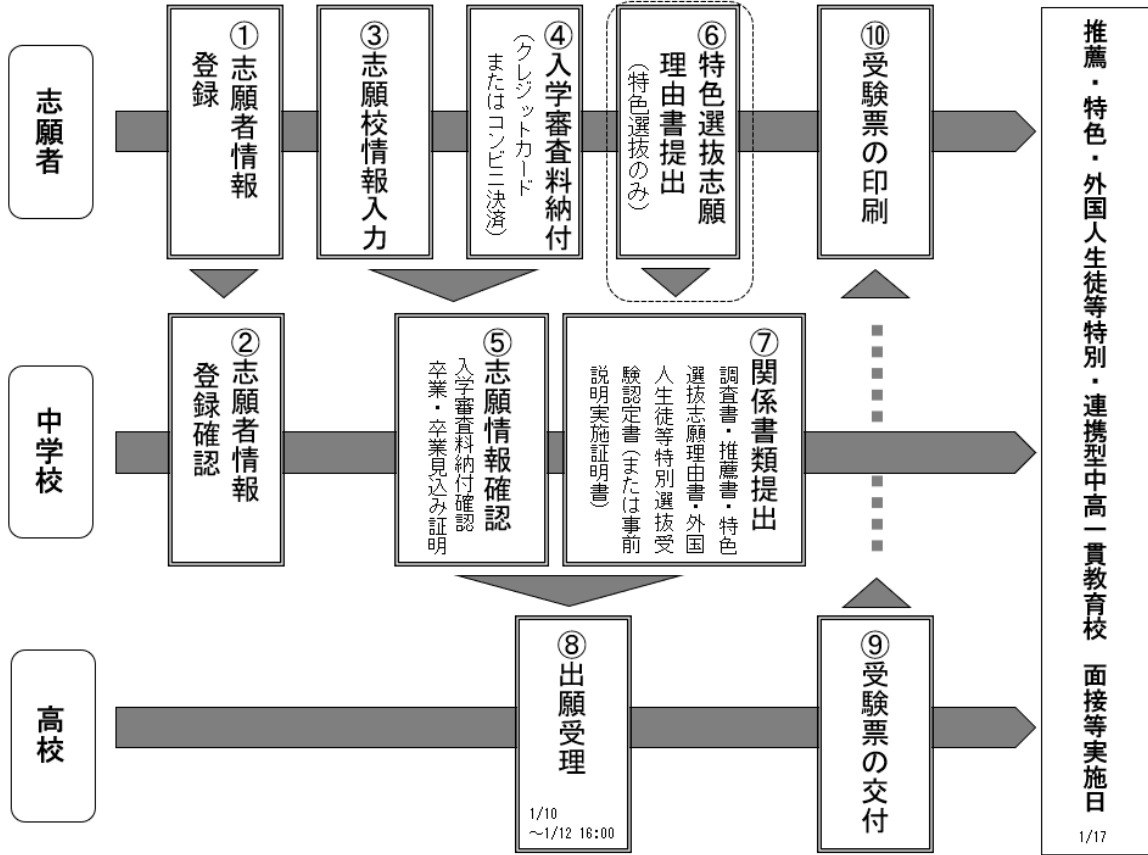 志願者
①志願者情報
登録
③志願校情報入力
④入学審査料納付
(クレジットカード
またはコンビニ決済)
⑥特色選抜志願
理由書提出
(特色選抜のみ)
⑩受験票の印刷
中学校
②志願者情報
登録確認
⑤志願情報確認
入学審査料納付確認
卒業・卒業見込み証明
⑦関係書類提出
調査書・推薦書・特色
選抜志願理由書・外国
人生徒等特別選抜受
験認定書(または事前
説明実施証明書)
高校
⑧出願受理
1/10
～1/12 16:00
⑨受験票の交付
推薦・特色・外国人生徒等特別・連携型中高一貫教育校 面接等実施日
1/17